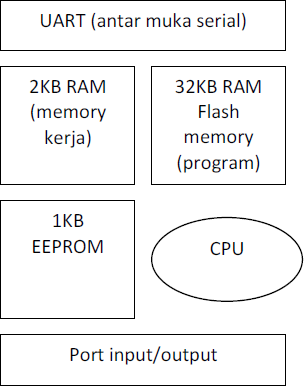 UART (antar muka serial)
2KB RAM
(memory
kerja)
32KB RAM
Flash
memory
(program)
1KB
EEPROM
CPU
Port input/output